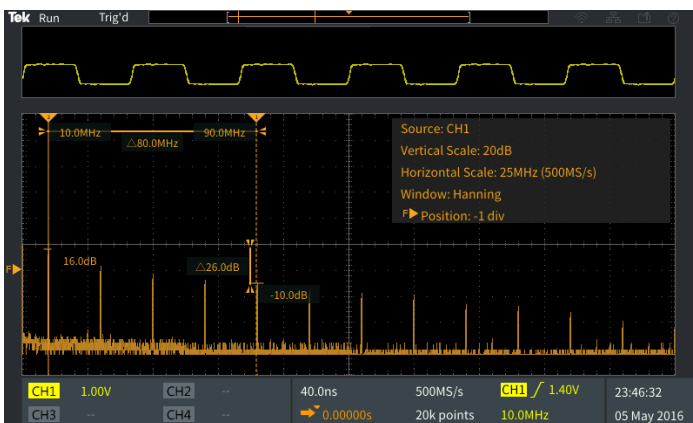 Tek Run Trig'd
10.0MHz 90.0MHz
△80.0MHz
Source: CH1
Vertical Scale: 20dB
Horizontal Scale: 25MHz (500MS/s)
Window: Hanning
F Position: -1 div
16.0dB
△26.0dB
F
-10.0dB
CH1 1.00V CH2 -- 40.0ns 500MS/s CH1 1.40V 23:46:32
CH3 -- CH4 -- 0.00000s 20k points 10.0MHz 05 May 2016